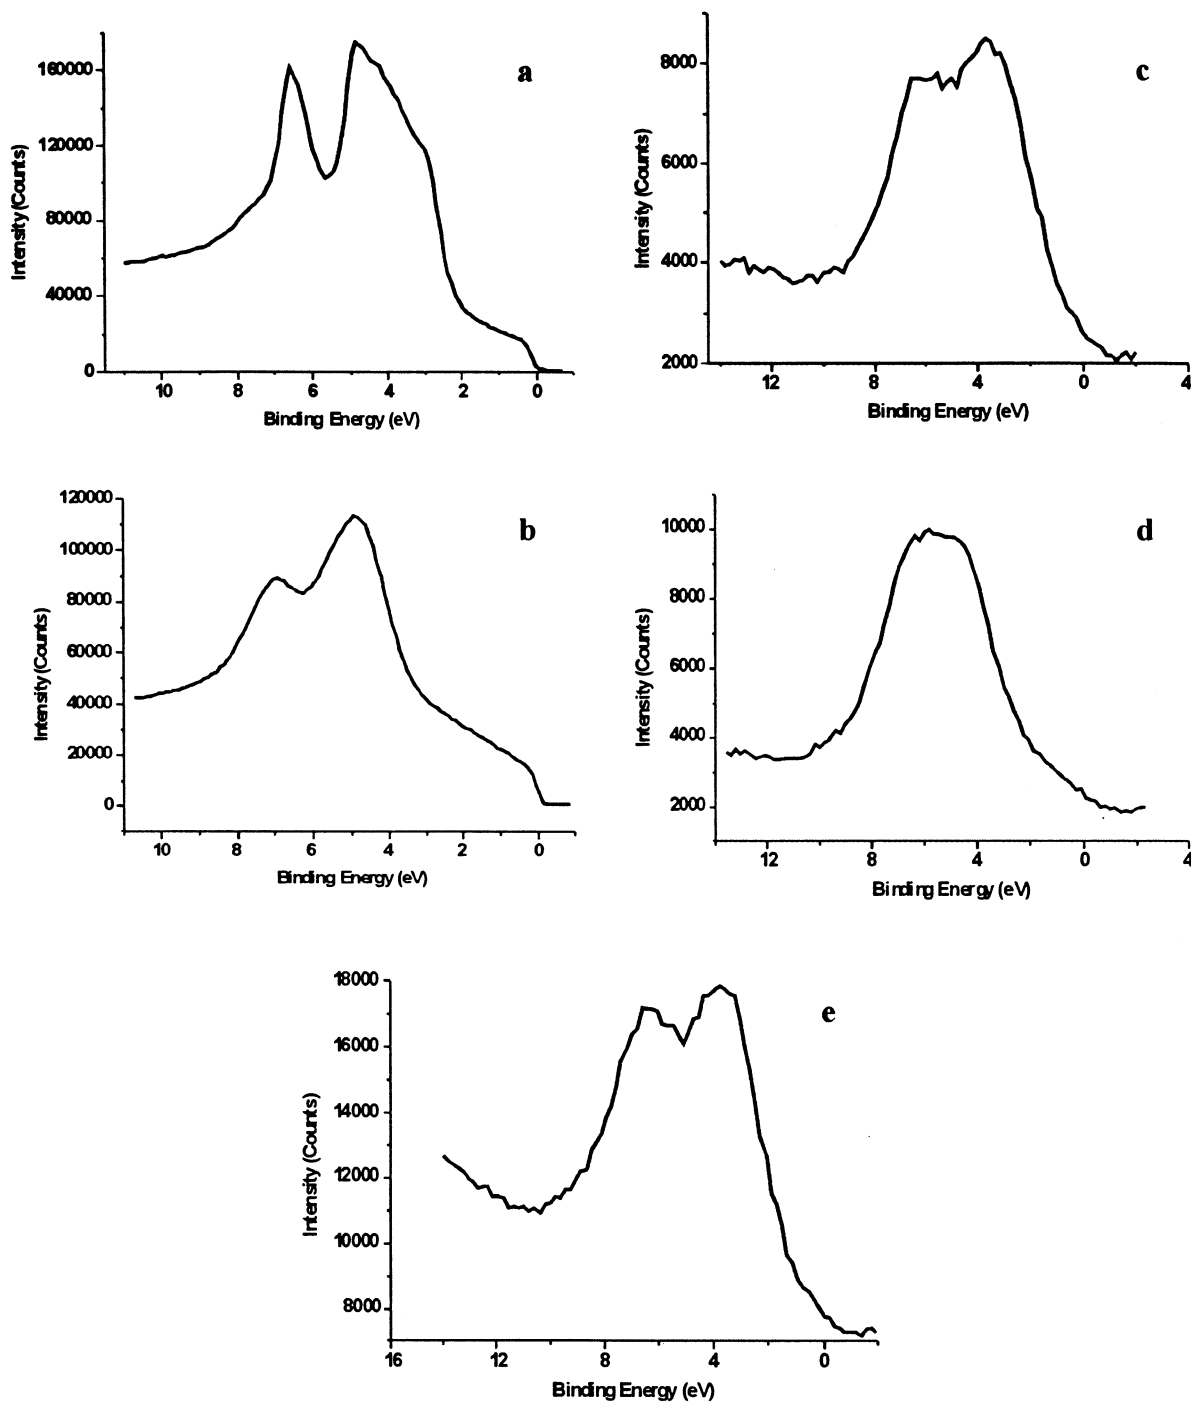 a
160000
120000
80000
40000
0
10 8 6 4 2 0
Intensity (Counts)
Binding Energy (eV)
c
8000
6000
4000
2000
12 8 4 0 4
Intensity (Counts)
Binding Energy (eV)
b
120000
100000
80000
60000
40000
20000
0
10 8 6 4 2 0
Intensity (Counts)
Binding Energy (eV)
d
10000
8000
6000
4000
2000
12 8 4 0 4
Intensity (Counts)
Binding Energy (eV)
e
18000
16000
14000
12000
10000
8000
16 12 8 4 0
Intensity (Counts)
Binding Energy (eV)